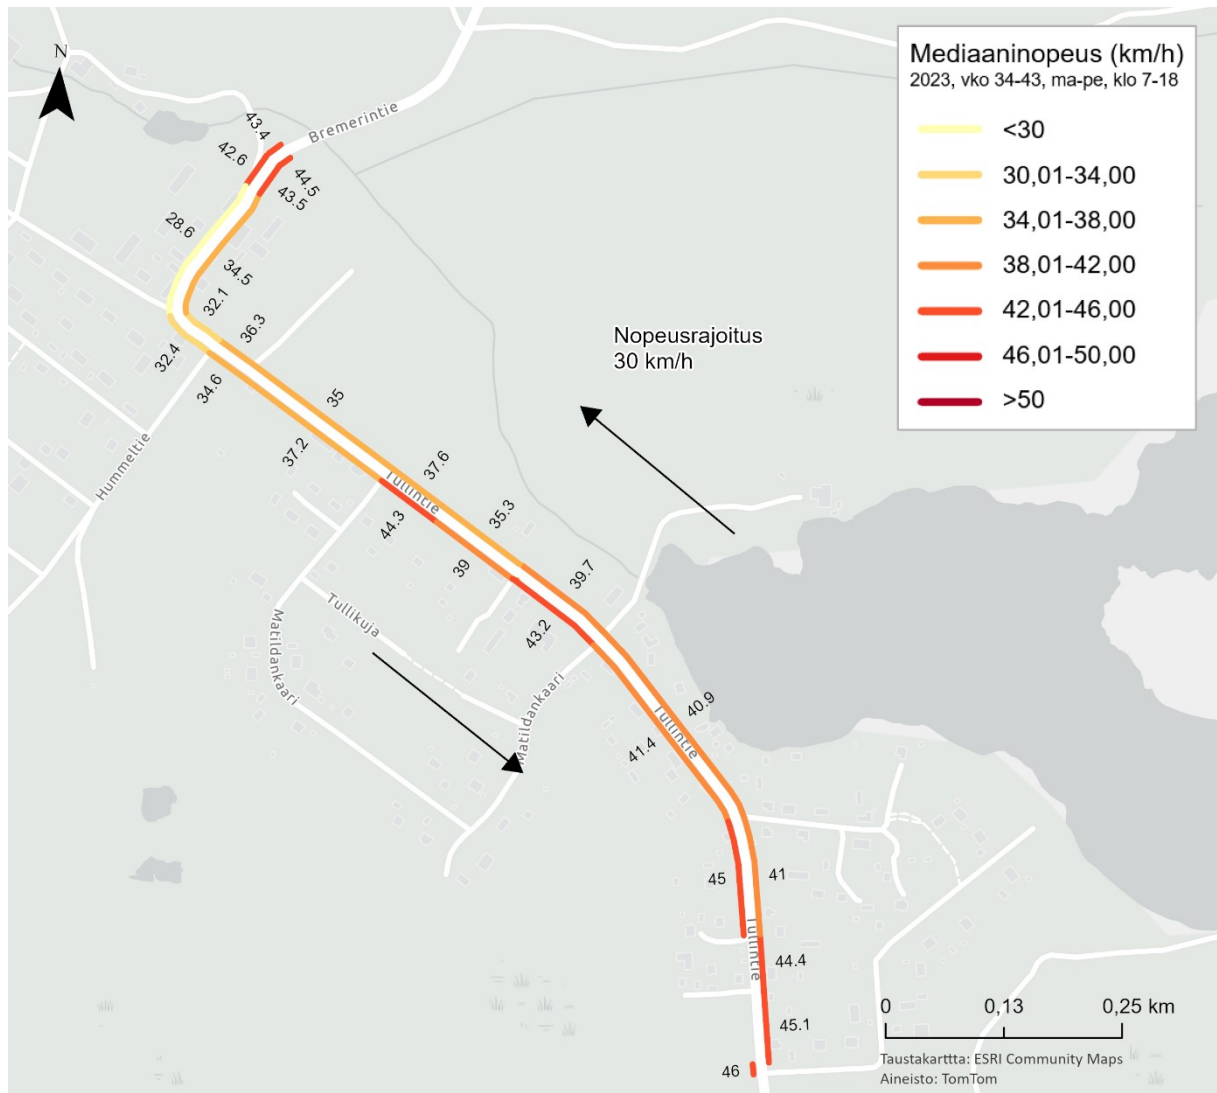 N
Mediaaninopeus (km/h)
2023, vko 34-43, ma-pe, klo 7-18
<30
30,01-34,00
34,01-38,00
38,01-42,00
42,01-46,00
46,01-50,00
>50
Bremerintie
43.4
42.6
44.5
43.5
28.6
34.5
32.1
36.3
32.4
34.6
Nopeusrajoitus
30 km/h
35
37.2
Hummeltie
37.6
Tullintie
44.3
35.3
39
39.7
43.2
Tullikuja
Matildankaari
Matildankaari
40.9
Tullintie
41.4
45
41
Tullintie
44.4
45.1
46
0
0,13
0,25 km
Taustakarttta: ESRI Community Maps
Aineisto: TomTom